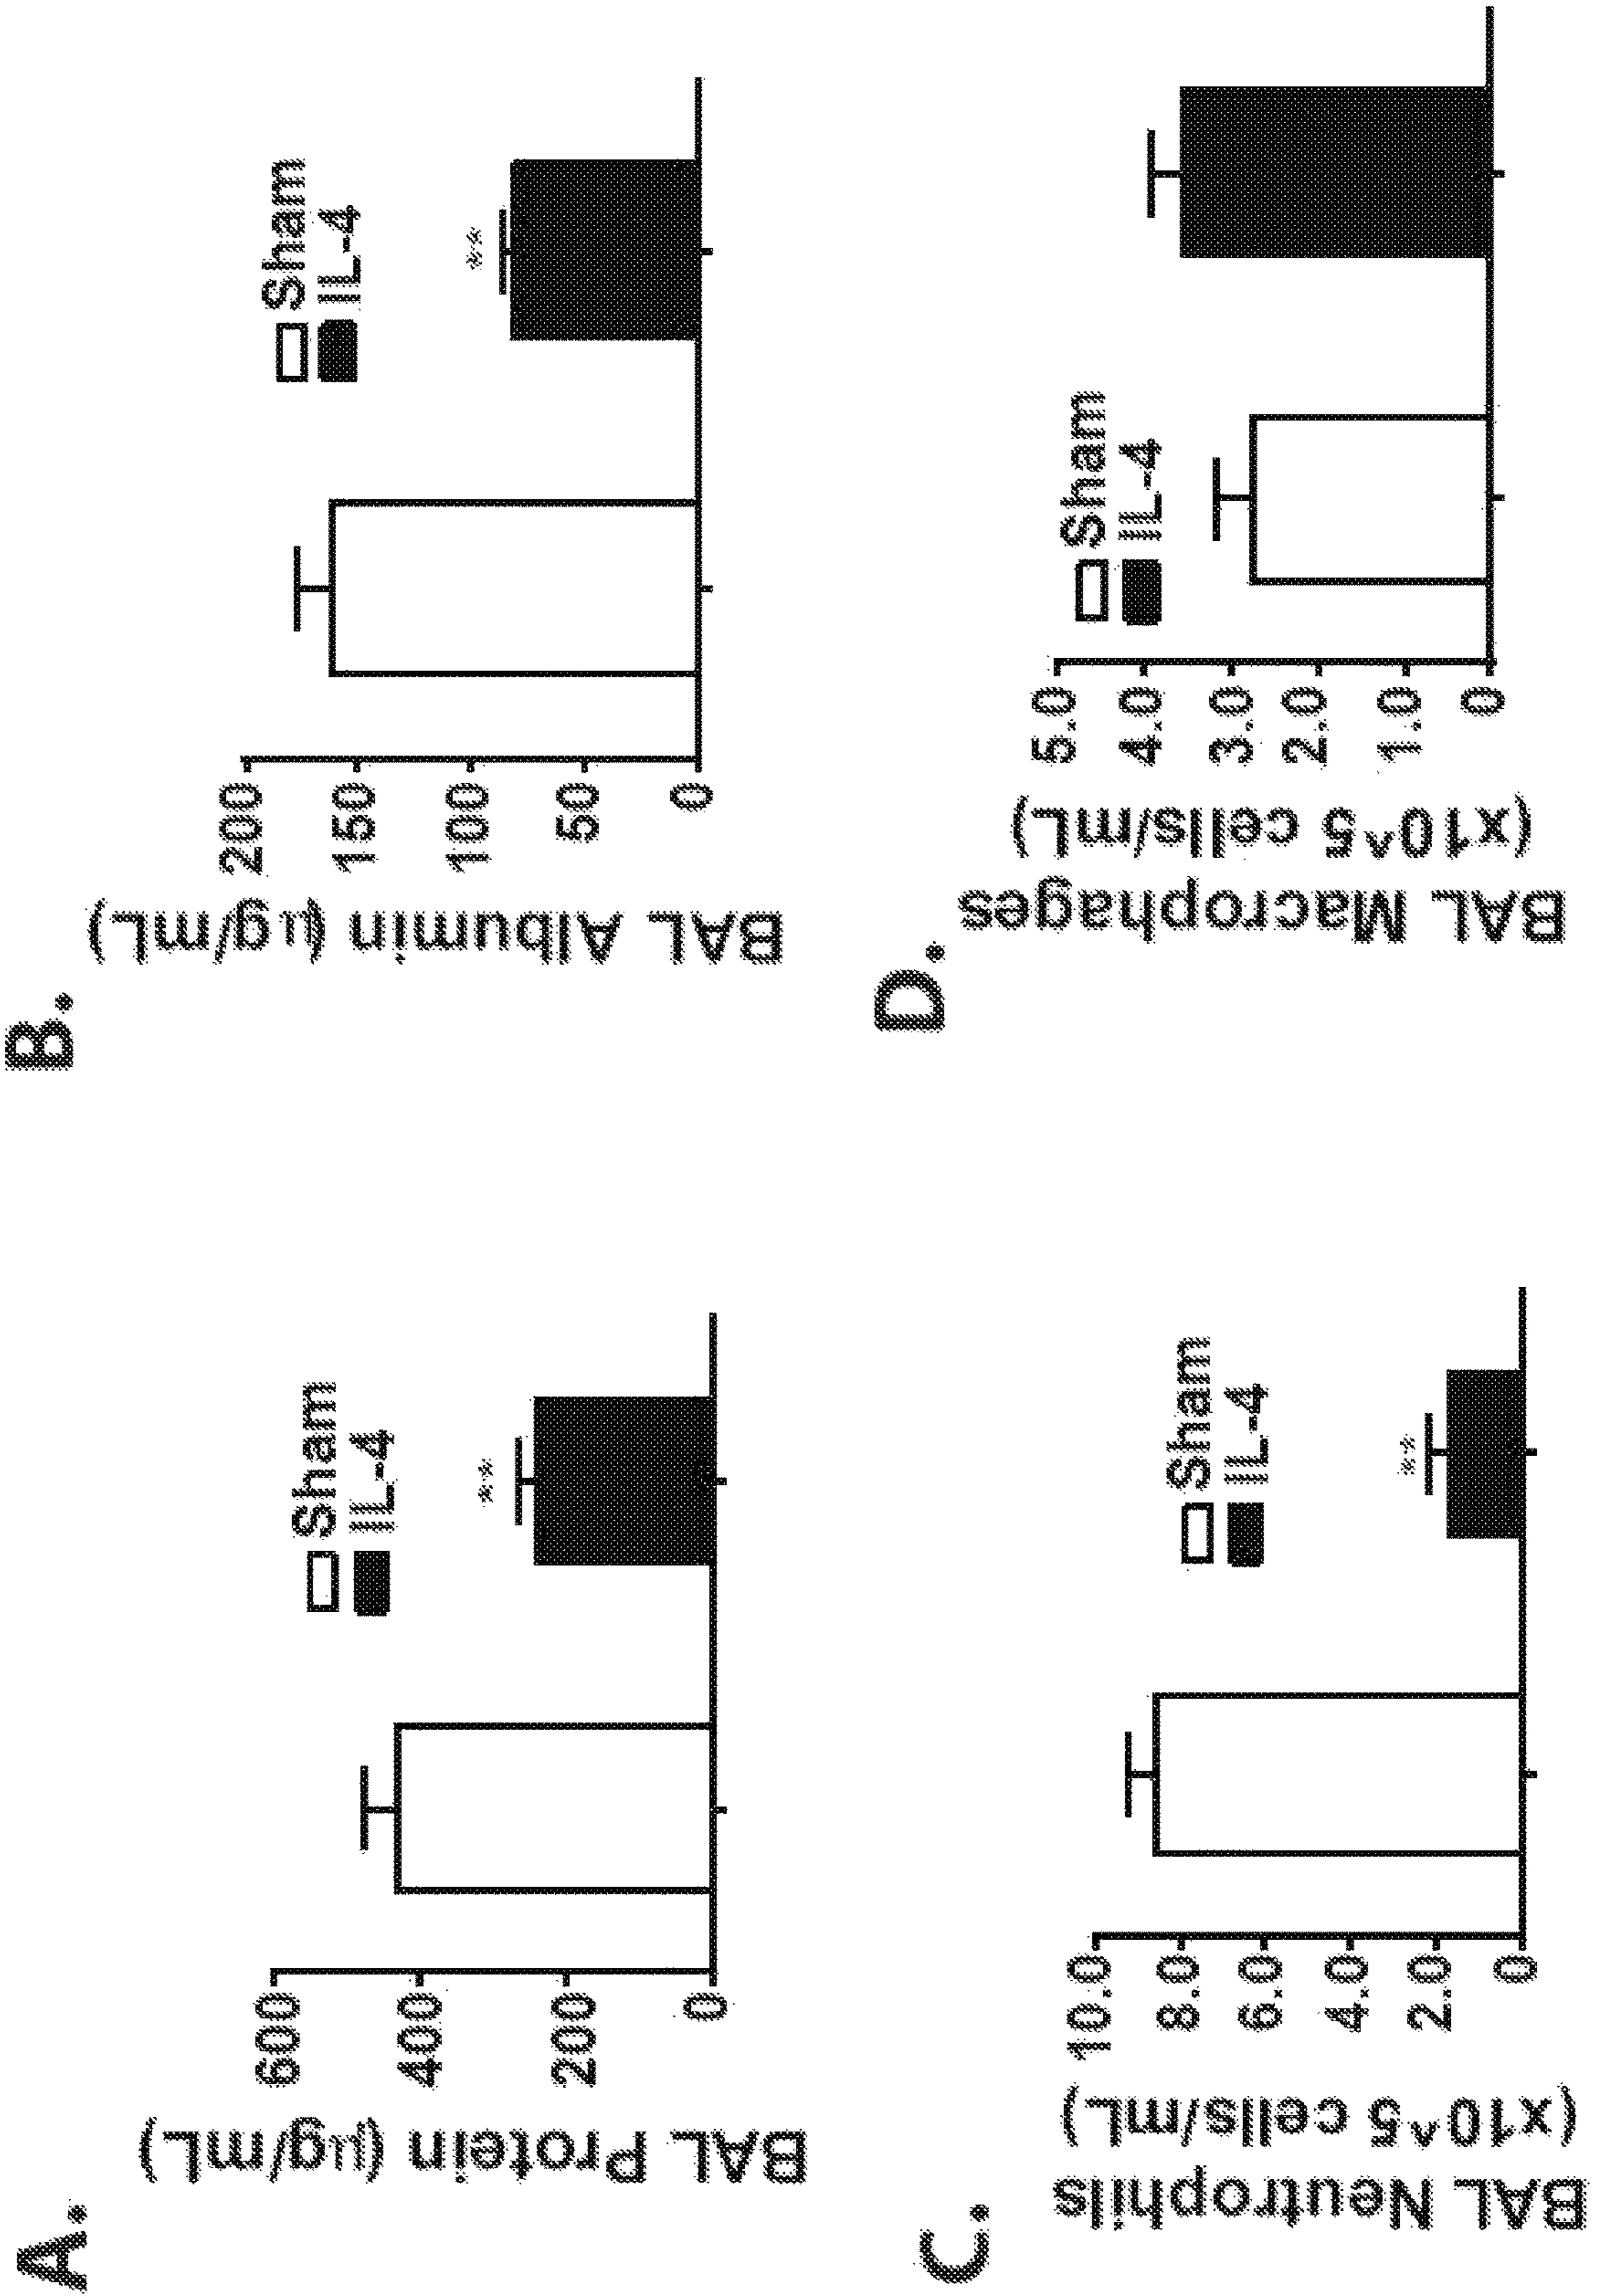 A.
BAL Protein (µg/mL)
600
400
200
0
Sham
IL-4
**
B.
BAL Albumin (µg/mL)
200
150
100
50
0
Sham
IL-4
**
C.
BAL Neutrophils
(x10^5 cells/mL)
10.0
8.0
6.0
4.0
2.0
0
Sham
IL-4
**
D.
BAL Macrophages
(x10^5 cells/mL)
5.0
4.0
3.0
2.0
1.0
0
Sham
IL-4